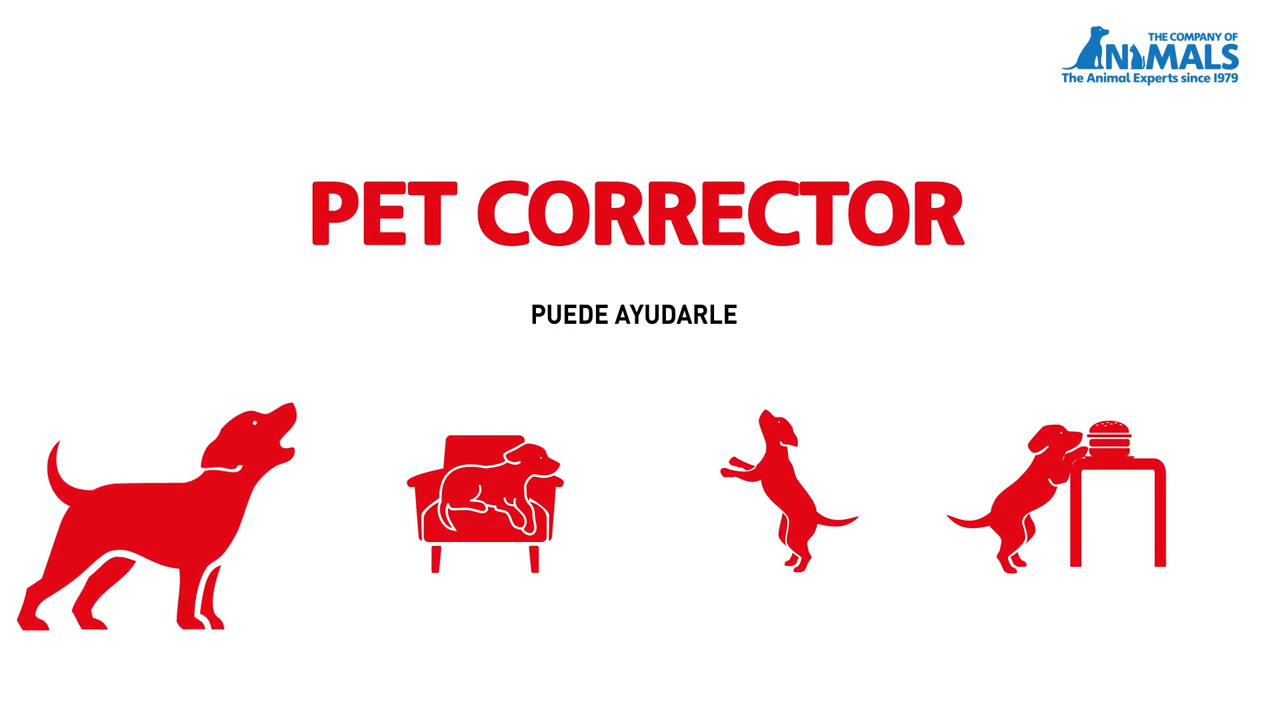 THE COMPANY OF
ANIMALS
The Animal Experts since 1979
PET CORRECTOR
PUEDE AYUDARLE